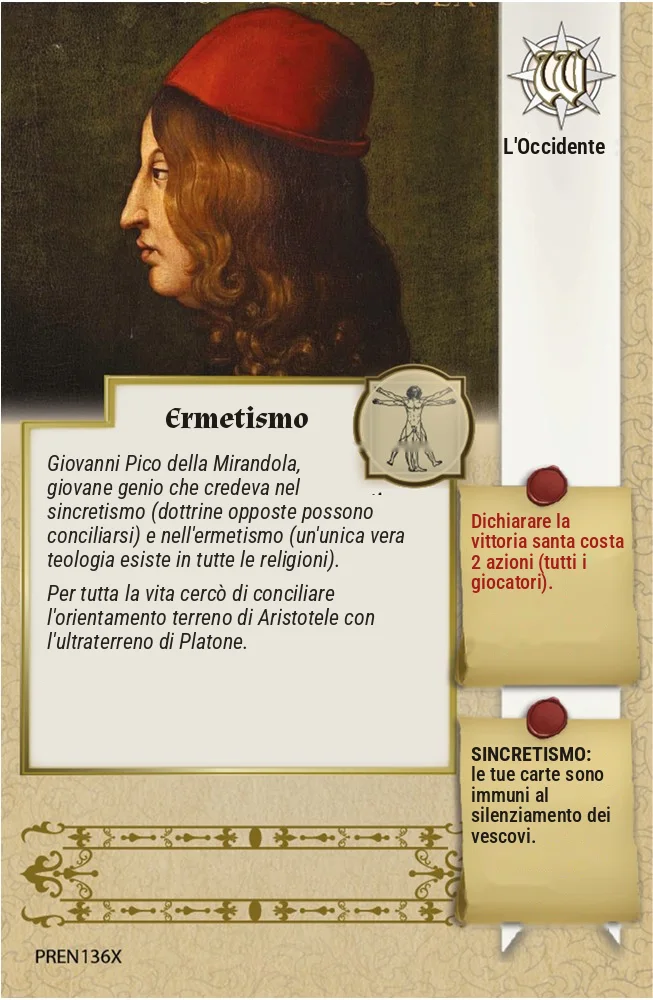 L'Occidente
Ermetismo
Giovanni Pico della Mirandola,
giovane genio che credeva nel
sincretismo (dottrine opposte possono
conciliarsi) e nell'ermetismo (un'unica vera
teologia esiste in tutte le religioni).
Per tutta la vita cercò di conciliare
l'orientamento terreno di Aristotele con
l'ultraterreno di Platone.
Dichiarare la
vittoria santa costa
2 azioni (tutti i
giocatori).
SINCRETISMO:
le tue carte sono
immuni al
silenziamento dei
vescovi.
PREN136X